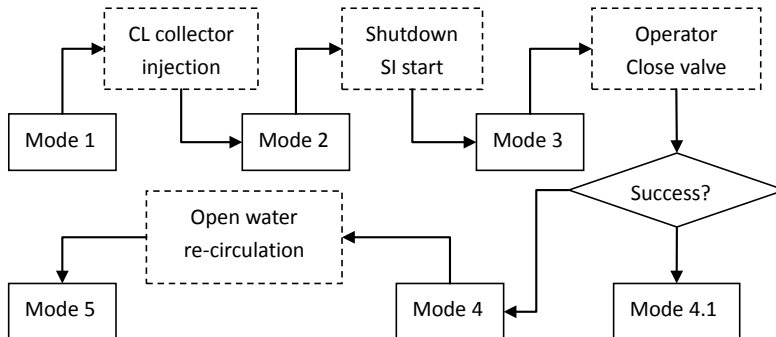 CL collector
injection
Shutdown
SI start
Operator
Close valve
Mode 1
Mode 2
Mode 3
Success?
Open water
re-circulation
Mode 5
Mode 4
Mode 4.1